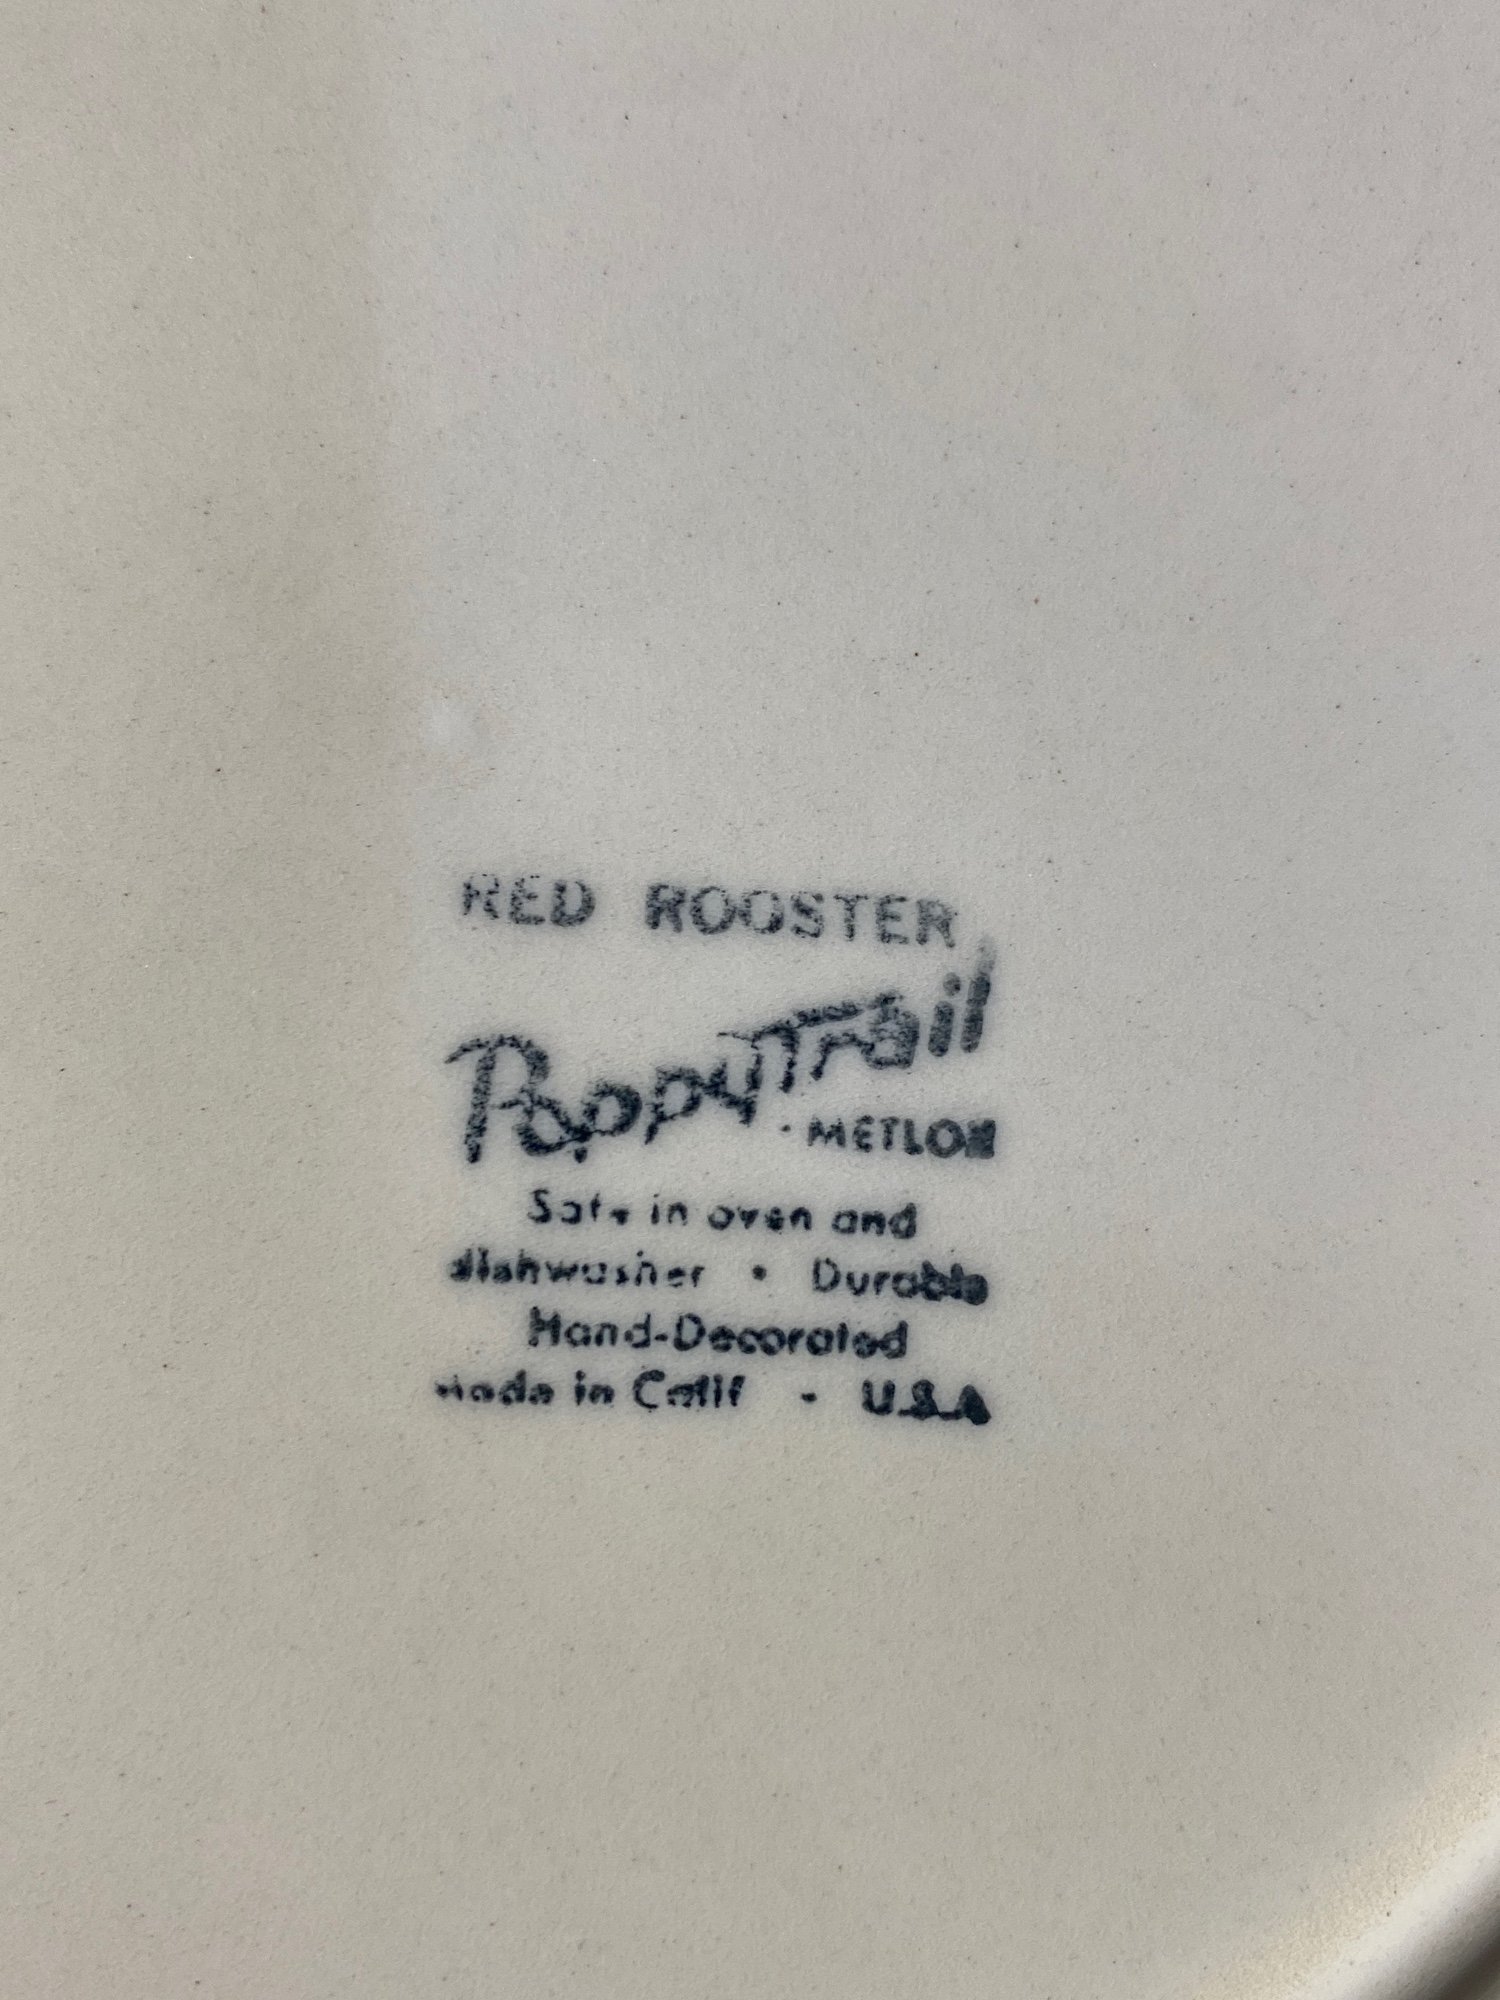 RED ROOSTER
PoppyTrail
· METLOX
Safe in oven and
dishwasher • Durable
Hand-Decorated
Made in Calif - U.S.A